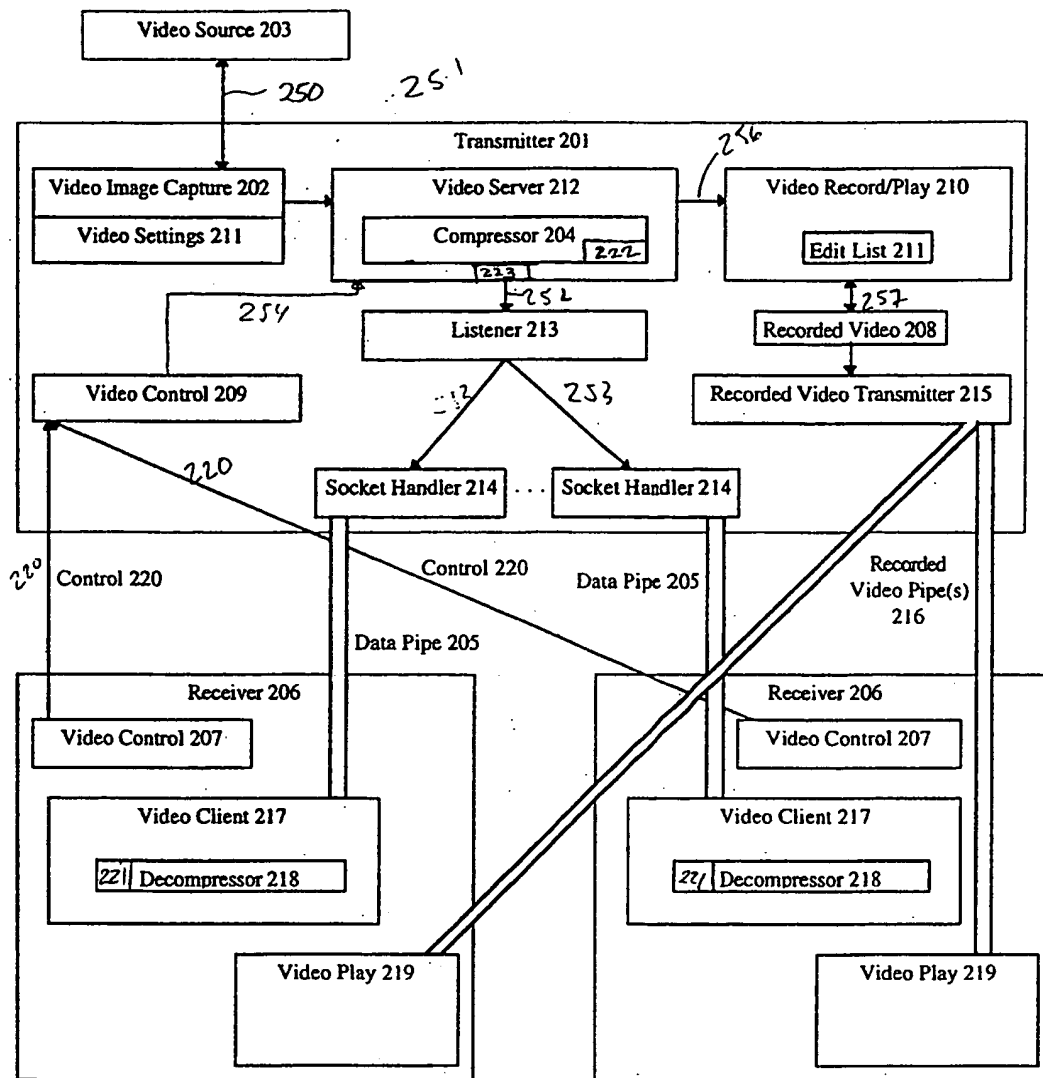 Video Source 203
250
251
Transmitter 201
256
Video Image Capture 202
Video Settings 211
Video Server 212
Compressor 204
222
223
Video Record/Play 210
Edit List 211
254
252
257
Listener 213
Recorded Video 208
Video Control 209
253
Recorded Video Transmitter 215
220
Socket Handler 214
...
Socket Handler 214
220
Control 220
Control 220
Data Pipe 205
Recorded
Video Pipe(s)
216
Data Pipe 205
Receiver 206
Receiver 206
Video Control 207
Video Control 207
Video Client 217
Video Client 217
221
Decompressor 218
221
Decompressor 218
Video Play 219
Video Play 219